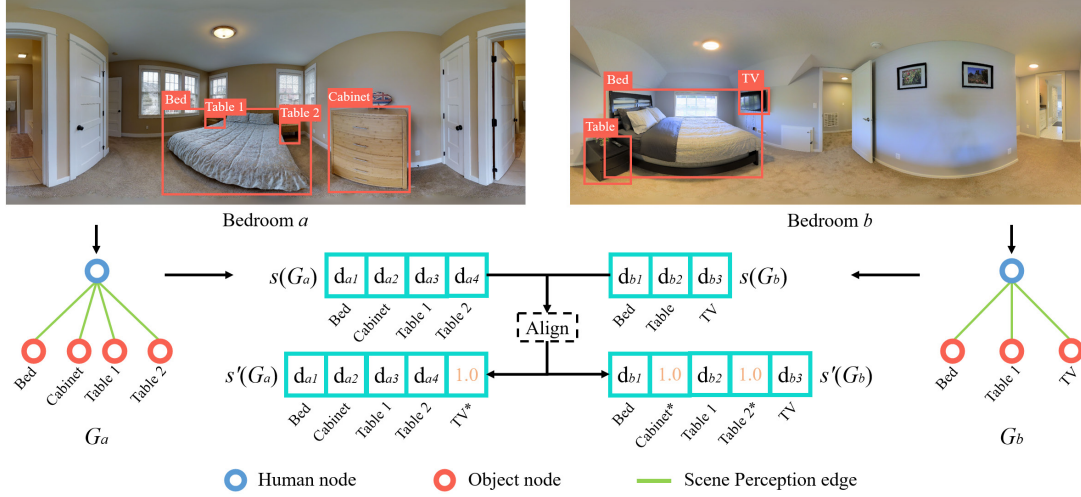 Bed
Table 1
Table 2
Cabinet
Bed
TV
Table
Bedroom a
Bedroom b
s(Ga)
da1
da2
da3
da4
Bed
Cabinet
Table 1
Table 2
db1
db2
db3
s(Gb)
Bed
Table
TV
Align
s'(Ga)
da1
da2
da3
da4
1.0
Bed
Cabinet
Table 1
Table 2
TV*
db1
1.0
db2
1.0
db3
s'(Gb)
Bed
Cabinet*
Table 1
Table 2*
TV
Bed
Cabinet
Table 1
Table 2
Ga
Bed
Table 1
TV
Gb
Human node
Object node
Scene Perception edge